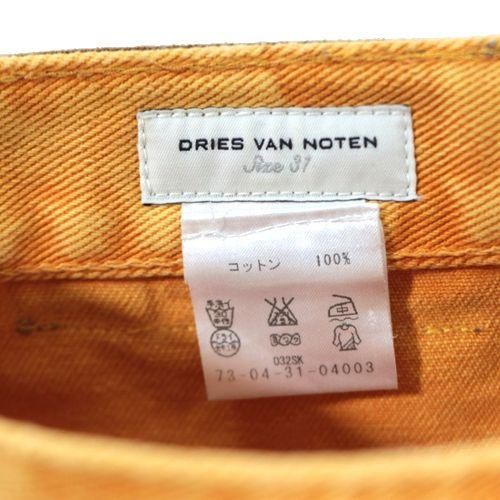 DRIES VAN NOTEN
Size 31
コットン 100%
032SK
73-04-31-04003